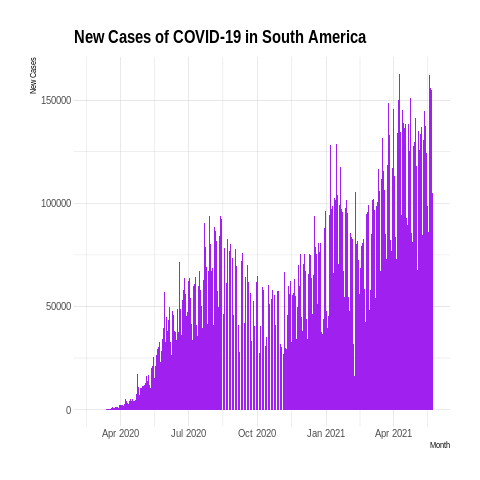 New Cases of COVID-19 in South America
New Cases
150000
100000
50000
0
Apr 2020 Jul 2020 Oct 2020 Jan 2021 Apr 2021
Month